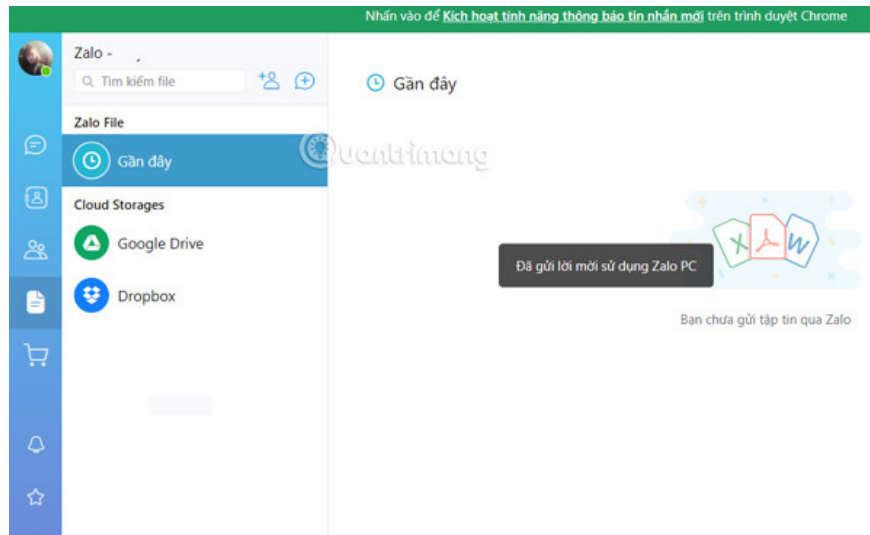 Nhấn vào để Kích hoạt tính năng thông báo tin nhắn mới trên trình duyệt Chrome
Zalo -
Tìm kiếm file
Zalo File
Gần đây
Cloud Storages
Google Drive
Dropbox
Gần đây
Quantrimang
Đã gửi lời mời sử dụng Zalo PC
Bạn chưa gửi tập tin qua Zalo